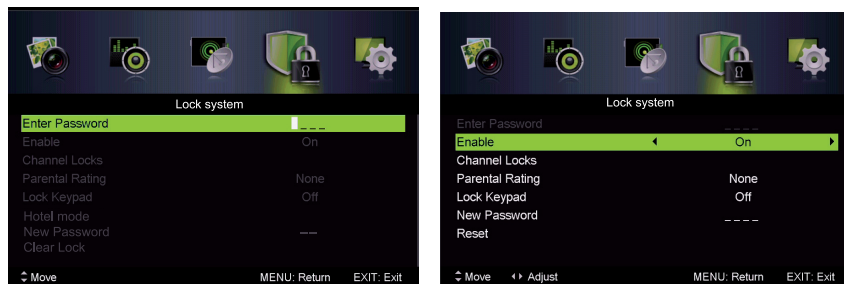 Lock system
Enter Password _ _ _
Enable On
Channel Locks
Parental Rating None
Lock Keypad Off
Hotel mode
New Password _ _
Clear Lock
Move MENU: Return EXIT: Exit
Lock system
Enter Password _ _ _ _
Enable On
Channel Locks
Parental Rating None
Lock Keypad Off
New Password _ _ _ _
Reset
Move Adjust MENU: Return EXIT: Exit